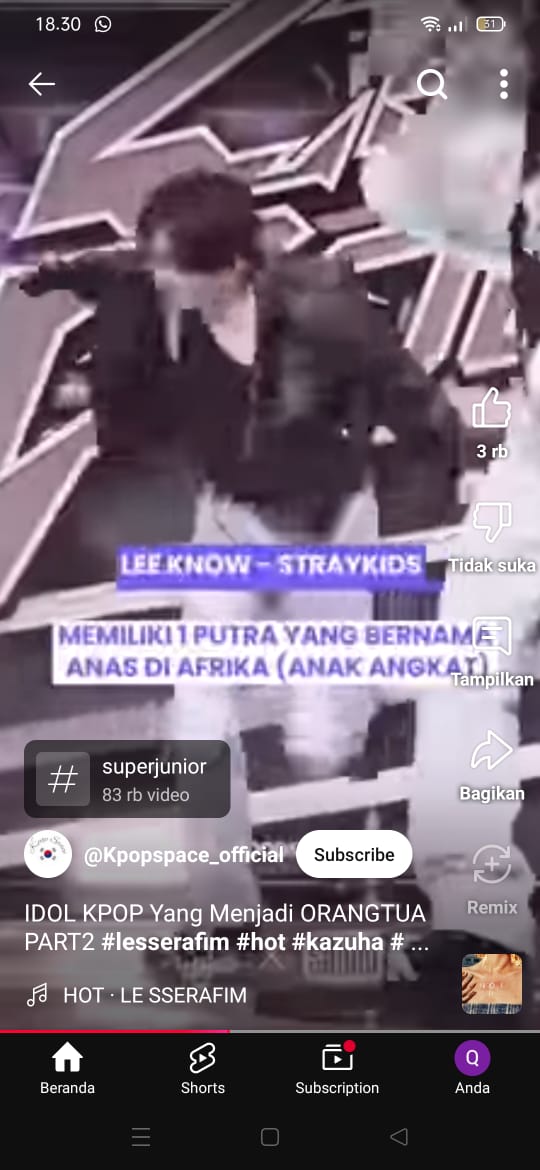 18.30
31
LEE KNOW - STRAYKIDS
MEMILIKI 1 PUTRA YANG BERNAMA
ANAS DI AFRIKA (ANAK ANGKAT)
3 rb
Tidak suka
Tampilkan
Bagikan
Remix
# superjunior
83 rb video
@Kpopspace_official
Subscribe
IDOL KPOP Yang Menjadi ORANGTUA
PART2 #lesserafim #hot #kazuha # ...
HOT · LE SSERAFIM
Beranda
Shorts
Subscription
Q
Anda